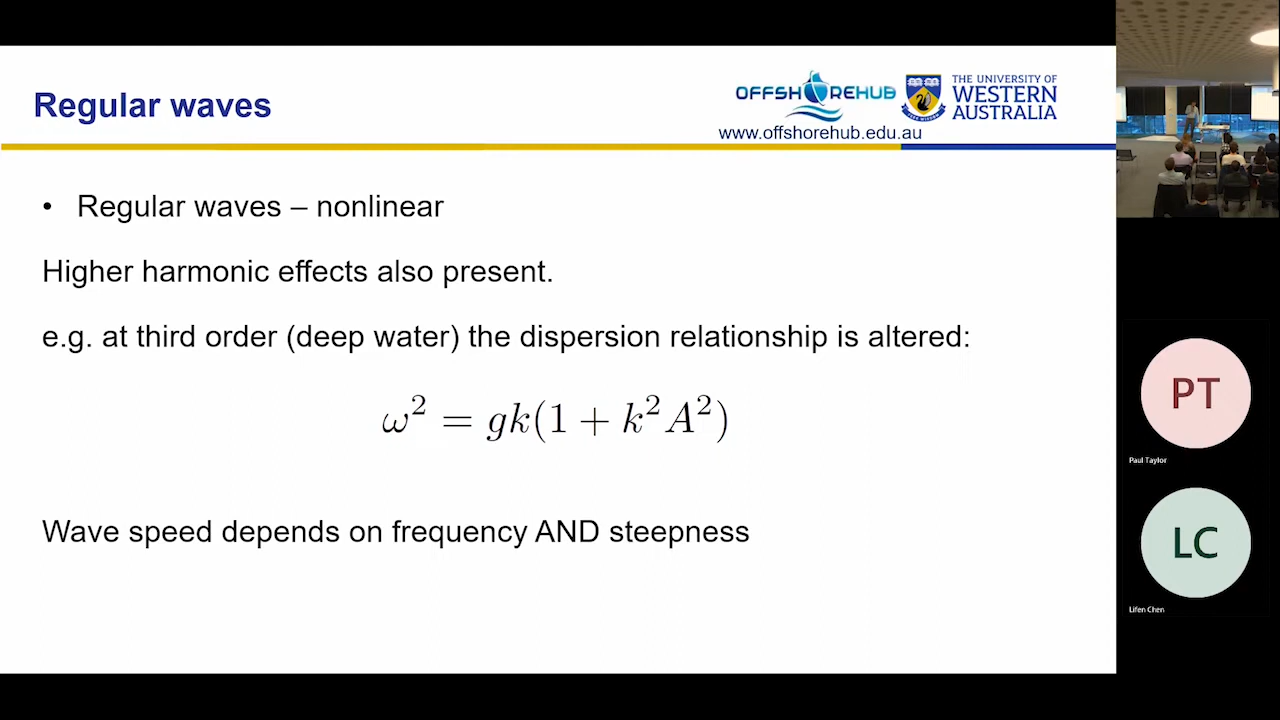 Regular waves
OFFSHOREHUB
www.offshorehub.edu.au
THE UNIVERSITY OF
WESTERN
AUSTRALIA
• Regular waves – nonlinear
Higher harmonic effects also present.
e.g. at third order (deep water) the dispersion relationship is altered:
ω² = gk(1 + k²A²)
Wave speed depends on frequency AND steepness
PT
Paul Taylor
LC
Lifen Chen